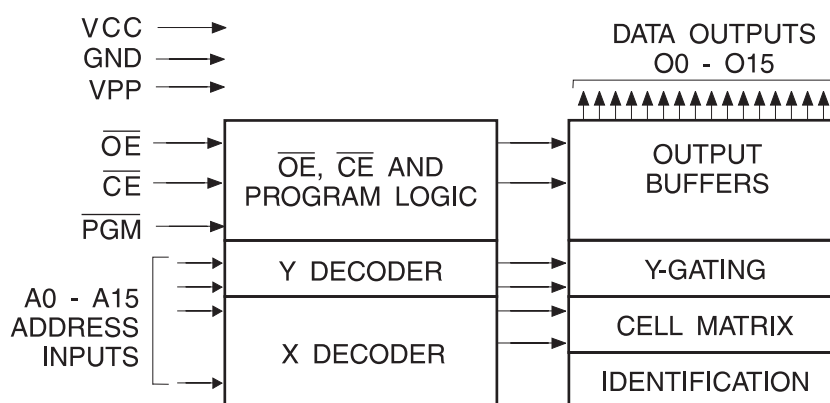 VCC
GND
VPP
OE
CE
PGM
A0 - A15
ADDRESS
INPUTS
OE, CE AND
PROGRAM LOGIC
Y DECODER
X DECODER
DATA OUTPUTS
O0 - O15
OUTPUT
BUFFERS
Y-GATING
CELL MATRIX
IDENTIFICATION